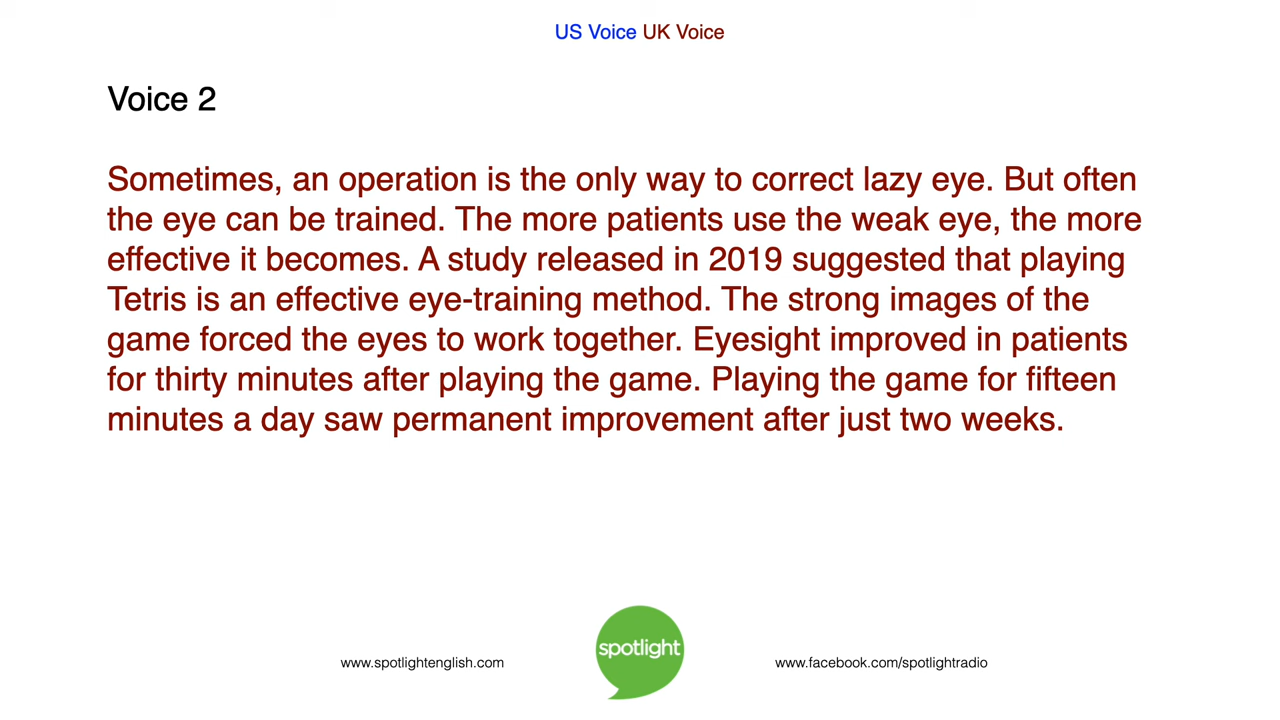 US Voice UK Voice
Voice 2
Sometimes, an operation is the only way to correct lazy eye. But often
the eye can be trained. The more patients use the weak eye, the more
effective it becomes. A study released in 2019 suggested that playing
Tetris is an effective eye-training method. The strong images of the
game forced the eyes to work together. Eyesight improved in patients
for thirty minutes after playing the game. Playing the game for fifteen
minutes a day saw permanent improvement after just two weeks.
spotlight
www.spotlightenglish.com
www.facebook.com/spotlightradio